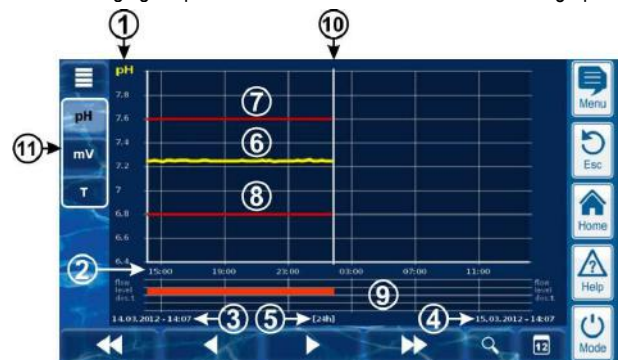 ① ⑩
pH
7.8
7.6 ⑦
7.4 ⑥
7.2
7
6.8 ⑧
6.6
6.4
② 15:00 19:00 23:00 03:00 07:00 11:00
flow flow
level level
dis.t. ⑨ dis.t.
14.03.2012 - 14:07 ③ ⑤ [24h] ④ 15.03.2012 - 14:07
⑪
pH
mV
T
12
Menu
Esc
Home
Help
Mode